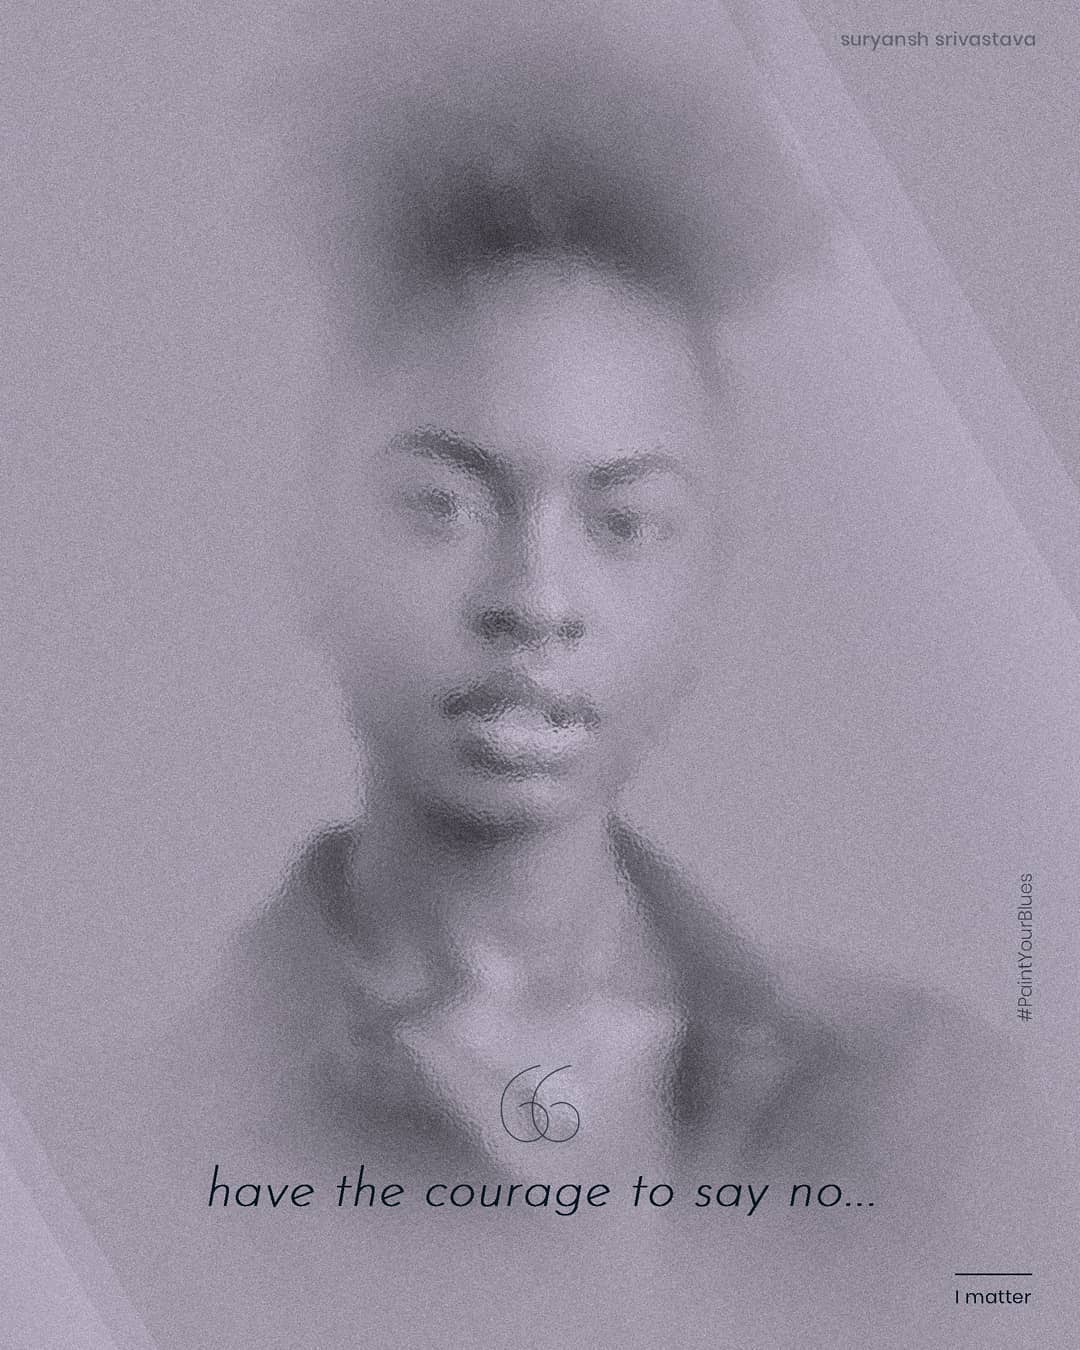 suryansh srivastava
#PaintYourBlues
“
have the courage to say no...
I matter